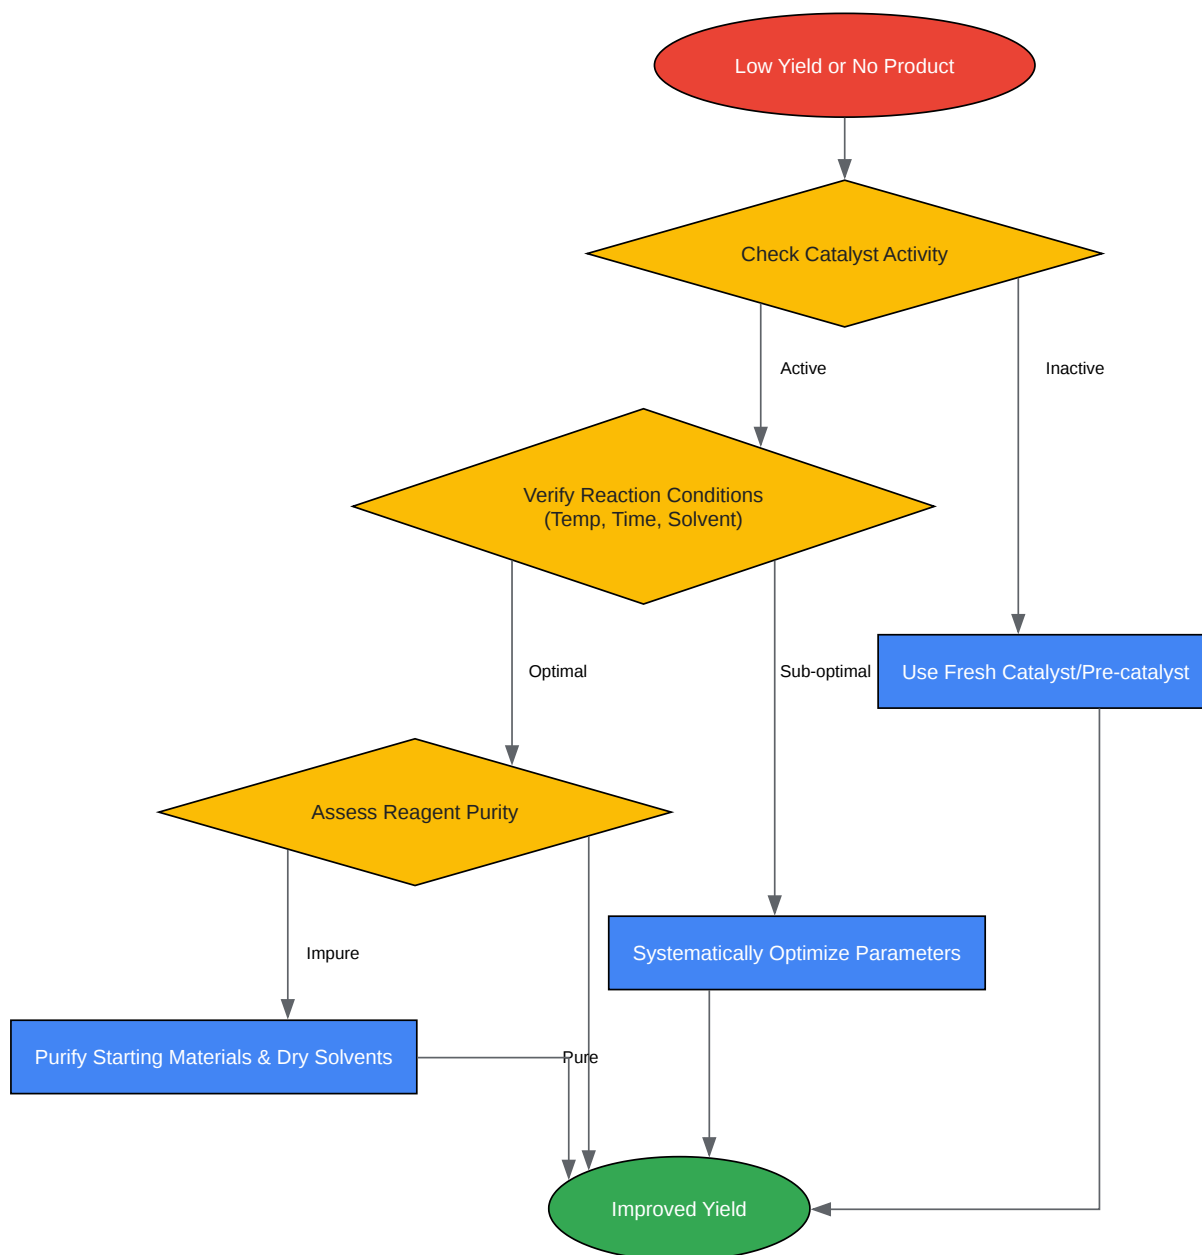 Low Yield or No Product
Check Catalyst Activity
Active
Inactive
Verify Reaction Conditions
(Temp, Time, Solvent)
Optimal
Sub-optimal
Use Fresh Catalyst/Pre-catalyst
Assess Reagent Purity
Impure
Systematically Optimize Parameters
Purify Starting Materials & Dry Solvents
Pure
Improved Yield